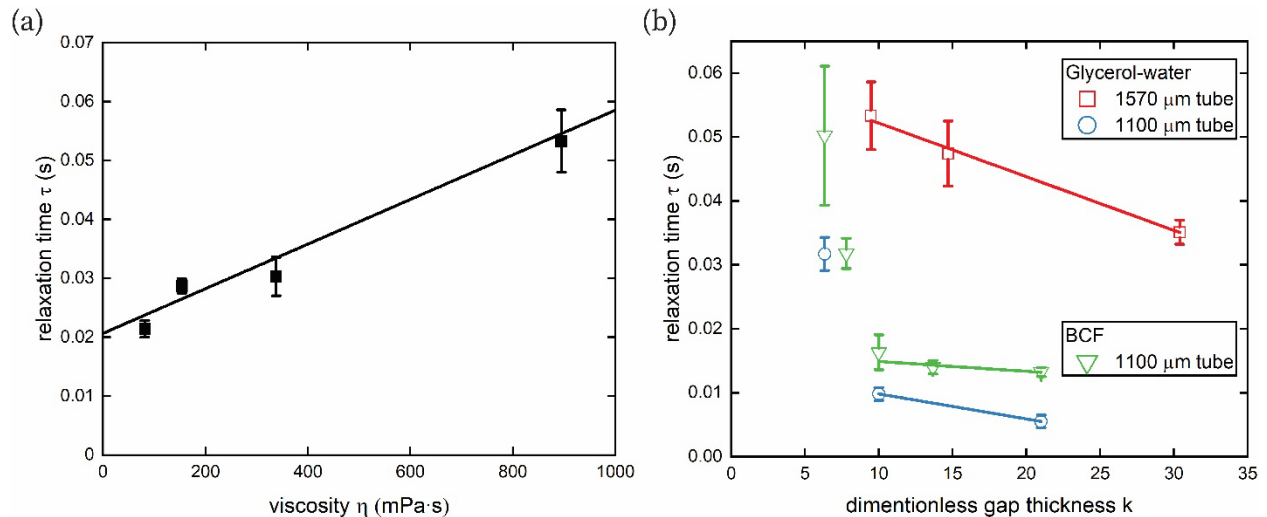 (a)
0.07
0.06
0.05
0.04
0.03
0.02
0.01
0
relaxation time τ (s)
0
200
400
600
800
1000
viscosity η (mPa·s)
(b)
0.06
0.05
0.04
0.03
0.02
0.01
0.00
relaxation time τ (s)
Glycerol-water
1570 μm tube
1100 μm tube
BCF
1100 μm tube
0
5
10
15
20
25
30
35
dimentionless gap thickness k